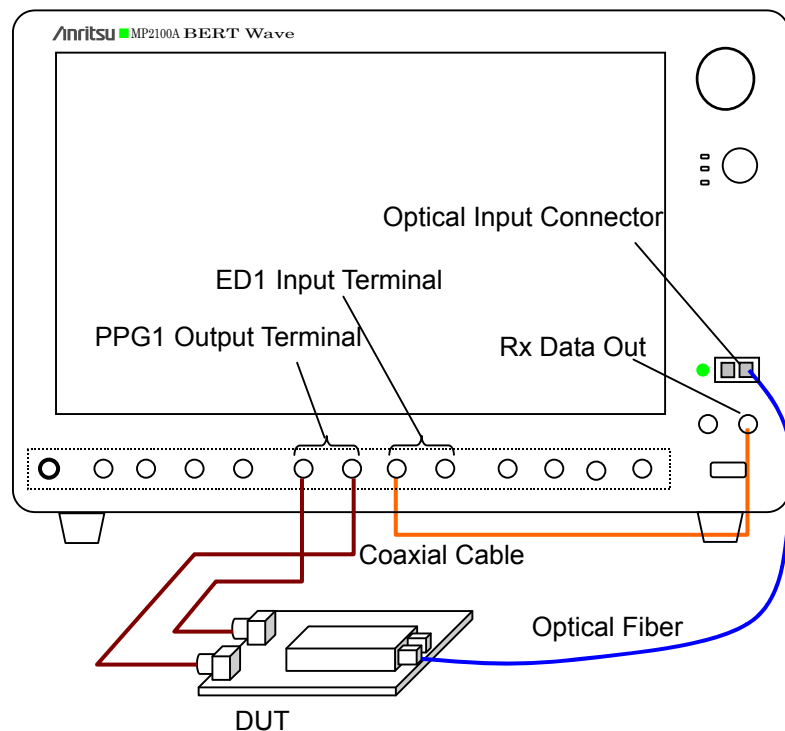 Anritsu MP2100A BERT Wave
Optical Input Connector
ED1 Input Terminal
PPG1 Output Terminal
Rx Data Out
Coaxial Cable
Optical Fiber
DUT